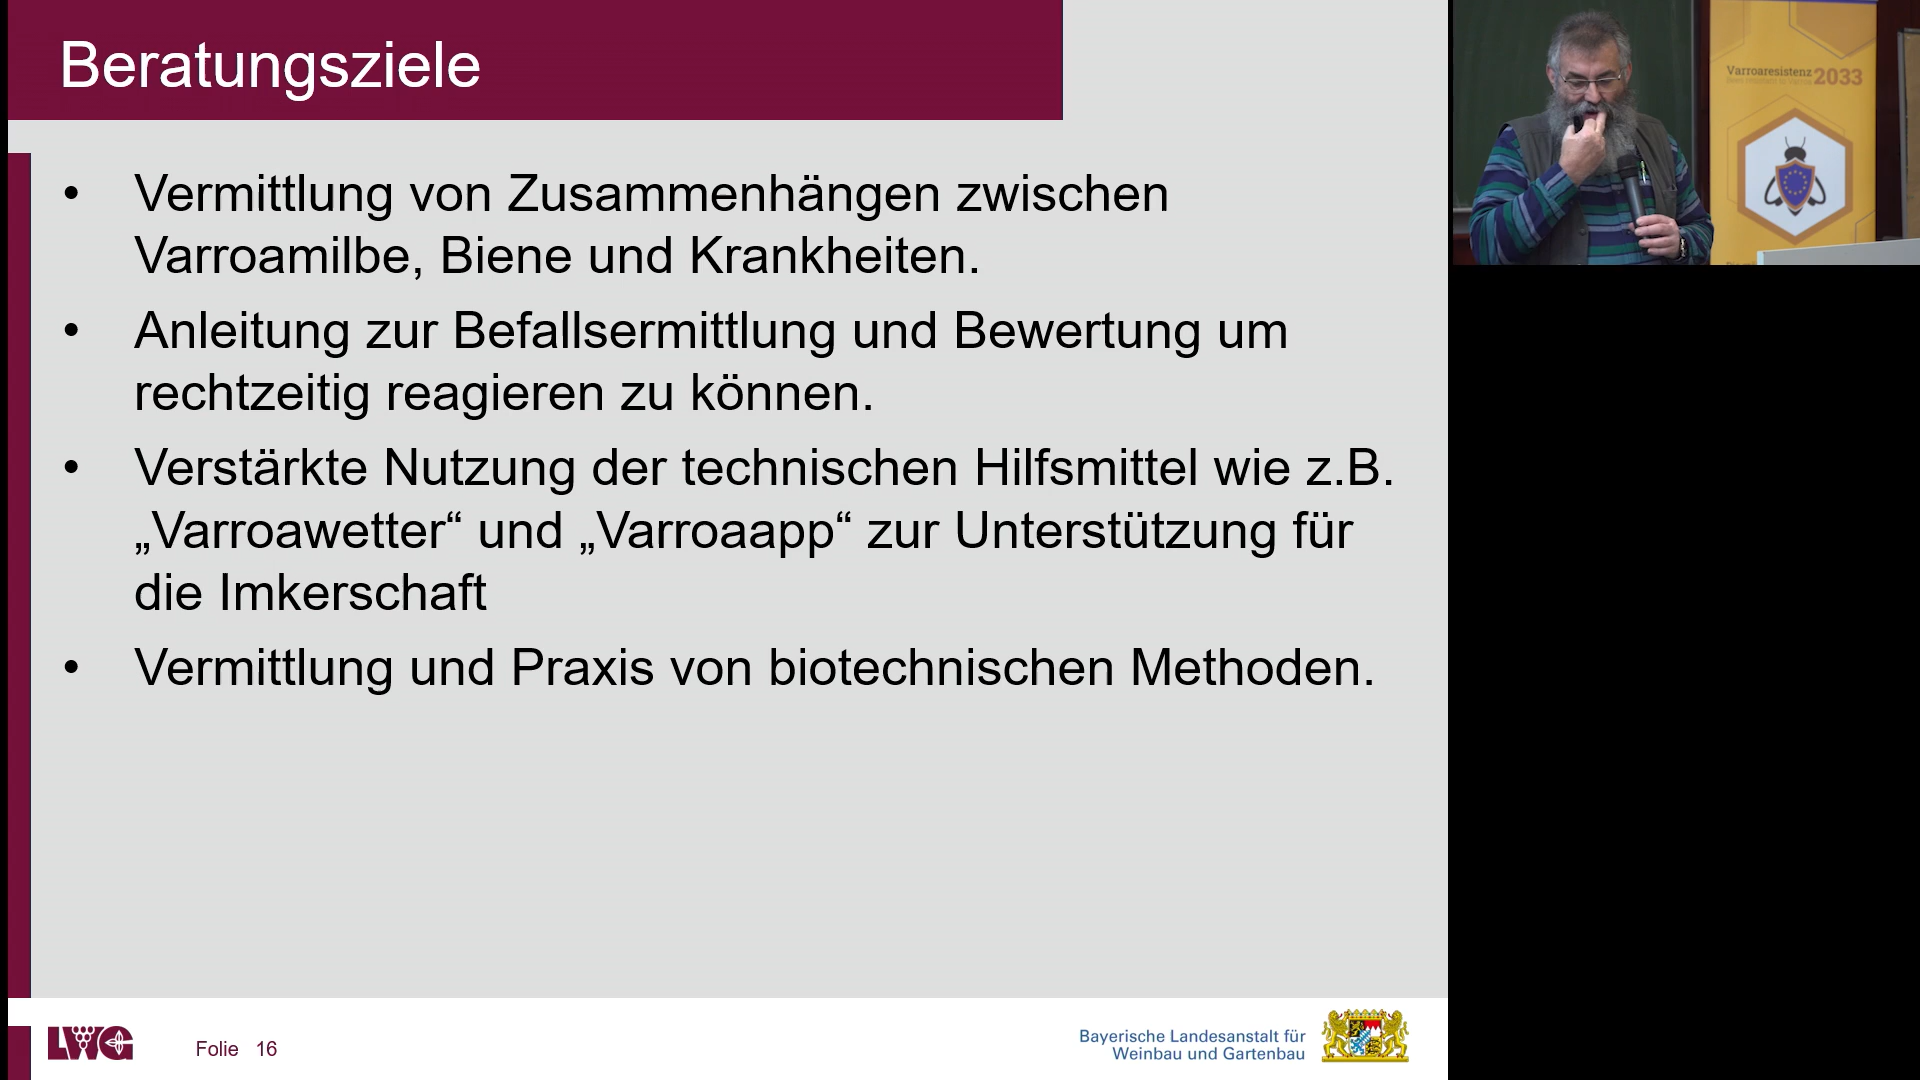 Beratungsziele
• Vermittlung von Zusammenhängen zwischen
Varroamilbe, Biene und Krankheiten.
• Anleitung zur Befallsermittlung und Bewertung um
rechtzeitig reagieren zu können.
• Verstärkte Nutzung der technischen Hilfsmittel wie z.B.
„Varroawetter“ und „Varroaapp“ zur Unterstützung für
die Imkerschaft
• Vermittlung und Praxis von biotechnischen Methoden.
LWG
Folie 16
Bayerische Landesanstalt für
Weinbau und Gartenbau
Varroaresistenz 2033